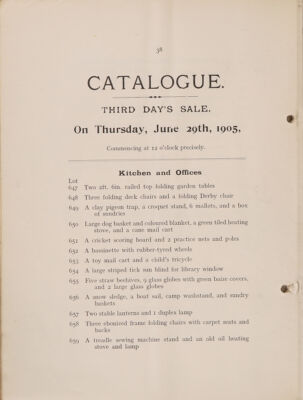 38
CATALOGUE.
THIRD DAY'S SALE.
On Thursday, June 29th, 1905,
Commencing at 12 o'clock precisely.
Kitchen and Offices
Lot
647 Two 2ft. 6in. railed top folding garden tables
648 Three folding deck chairs and a folding Derby chair
649 A clay pigeon trap, a croquet stand, 6 mallets, and a box
of sundries
650 Large dog basket and coloured blanket, a green tiled heating
stove, and a cane mail cart
651 A cricket scoring board and 2 practice nets and poles
652 A bassinette with rubber-tyred wheels
653 A toy mail cart and a child's tricycle
654 A large striped tick sun blind for library window
655 Five straw beehives, 9 glass globes with green baize covers,
and 2 large glass globes
656 A snow sledge, a boat sail, camp washstand, and sundry
baskets
657 Two stable lanterns and 1 duplex lamp
658 Three ebonized frame folding chairs with carpet seats and
backs
659 A treadle sewing machine stand and an old oil heating
stove and lamp